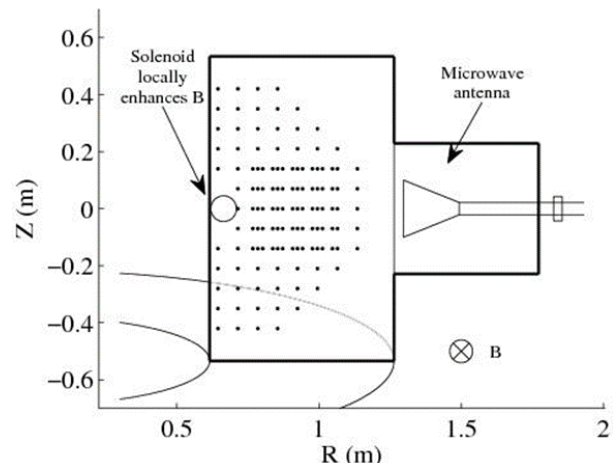 0.6
0.4
0.2
0
−0.2
−0.4
−0.6
Z (m)
Solenoid
locally
enhances B
Microwave
antenna
B
0.5
1
1.5
2
R (m)